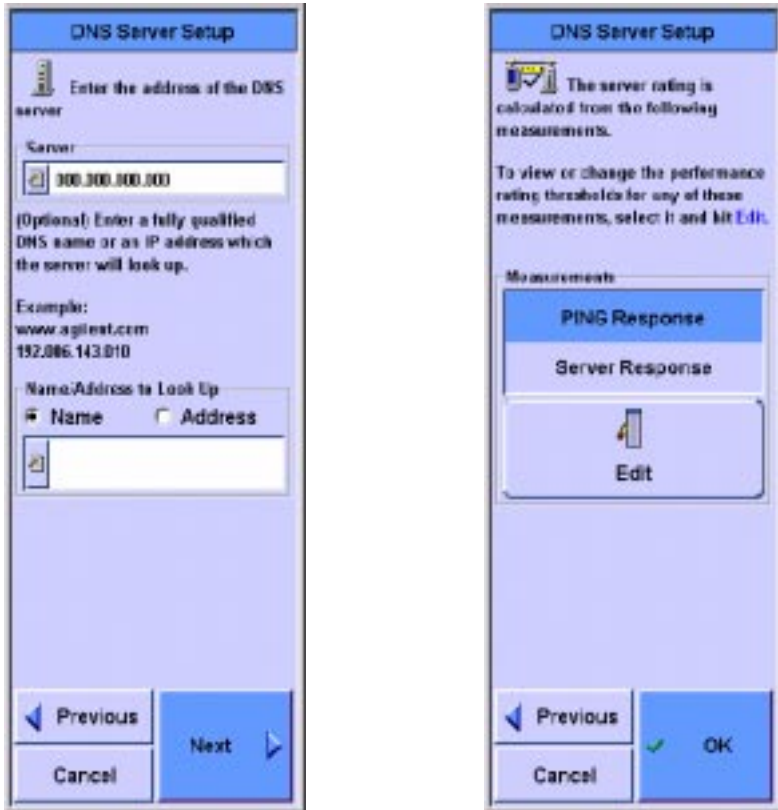 DNS Server Setup
Enter the address of the DNS
server
Server
000.000.000.000
(Optional) Enter a fully qualified
DNS name or an IP address which
the server will look up.
Example:
www.agilent.com
192.006.143.010
Name/Address to Look Up
Name
Address
Previous
Next
Cancel
DNS Server Setup
The server rating is
calculated from the following
measurements.
To view or change the performance
rating thresholds for any of these
measurements, select it and hit Edit.
Measurements
PING Response
Server Response
Edit
Previous
OK
Cancel